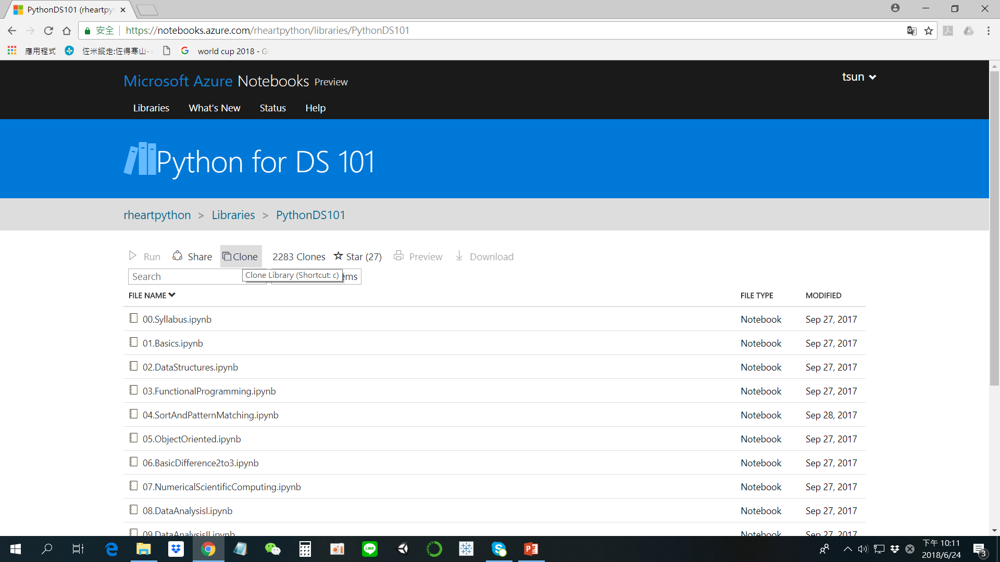 PythonDS101 (rheartpy
安全 https://notebooks.azure.com/rheartpython/libraries/PythonDS101
應用程式 佐米縱走:佐得寒山-> world cup 2018 - G
Microsoft Azure Notebooks Preview
tsun
Libraries What's New Status Help
Python for DS 101
rheartpython > Libraries > PythonDS101
Run Share Clone 2283 Clones Star (27) Preview Download
Search Clone Library (Shortcut: c) ems
FILE NAME FILE TYPE MODIFIED
00.Syllabus.ipynb Notebook Sep 27, 2017
01.Basics.ipynb Notebook Sep 27, 2017
02.DataStructures.ipynb Notebook Sep 27, 2017
03.FunctionalProgramming.ipynb Notebook Sep 27, 2017
04.SortAndPatternMatching.ipynb Notebook Sep 28, 2017
05.ObjectOriented.ipynb Notebook Sep 27, 2017
06.BasicDifference2to3.ipynb Notebook Sep 27, 2017
07.NumericalScientificComputing.ipynb Notebook Sep 27, 2017
08.DataAnalysisI.ipynb Notebook Sep 27, 2017
09.DataAnalysisII.ipynb Notebook Sep 27, 2017
下午 10:11
2018/6/24
3